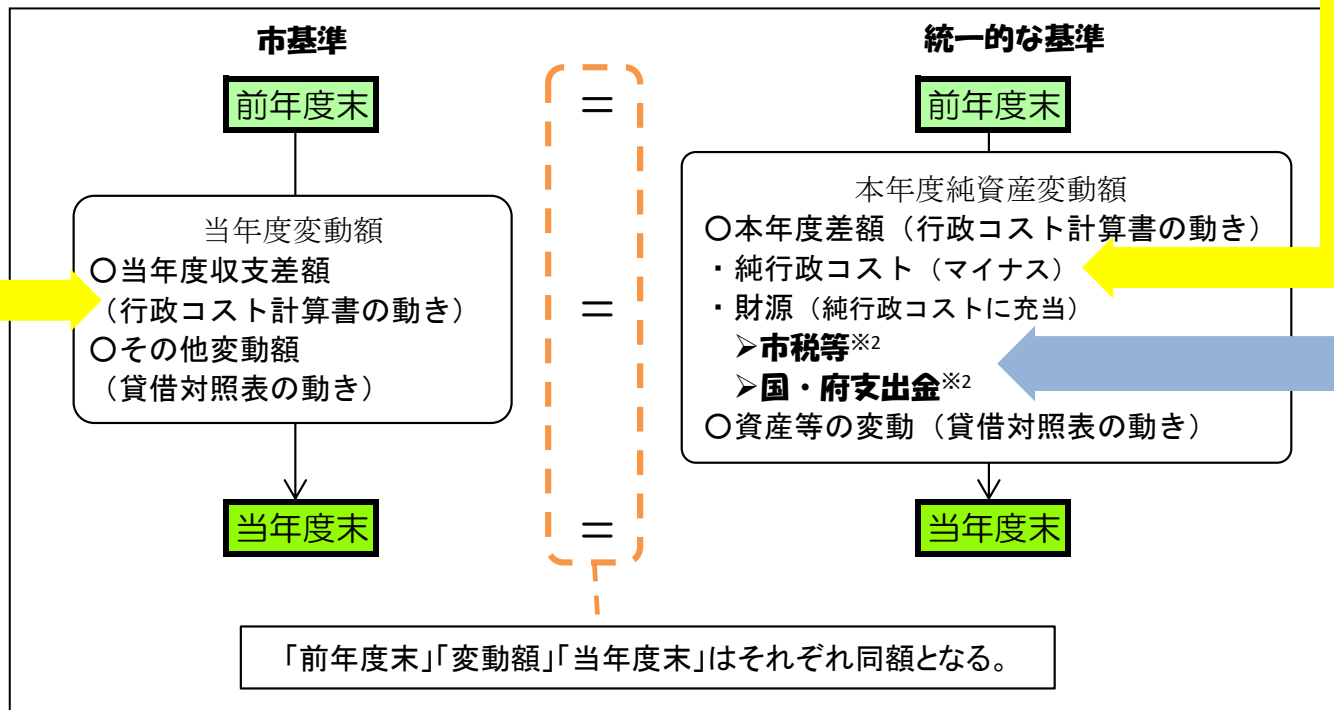 市基準
前年度末
当年度変動額
〇当年度収支差額
（行政コスト計算書の動き）
〇その他変動額
（貸借対照表の動き）
当年度末
＝
＝
＝
統一的な基準
前年度末
本年度純資産変動額
〇本年度差額（行政コスト計算書の動き）
・純行政コスト（マイナス）
・財源（純行政コストに充当）
➢市税等※2
➢国・府支出金※2
〇資産等の変動（貸借対照表の動き）
当年度末
「前年度末」「変動額」「当年度末」はそれぞれ同額となる。